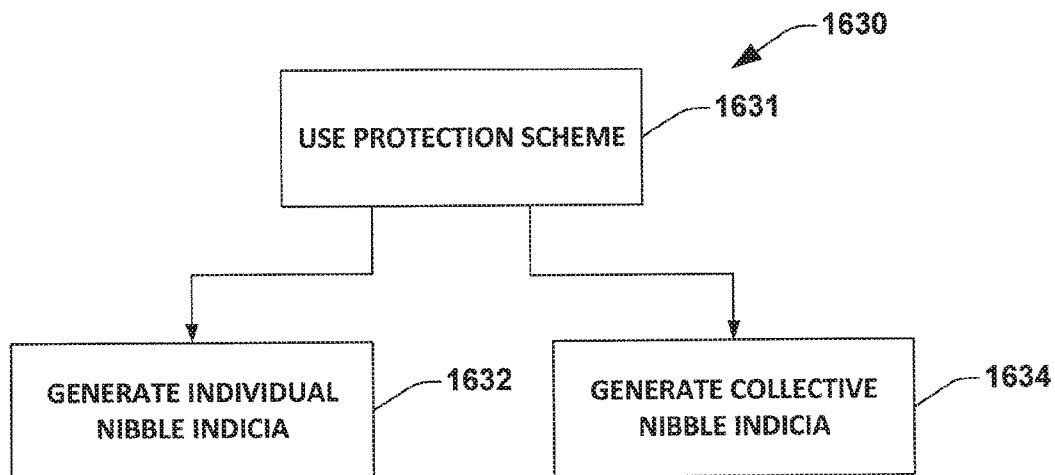 1630
USE PROTECTION SCHEME
1631
GENERATE INDIVIDUAL
NIBBLE INDICIA
1632
GENERATE COLLECTIVE
NIBBLE INDICIA
1634